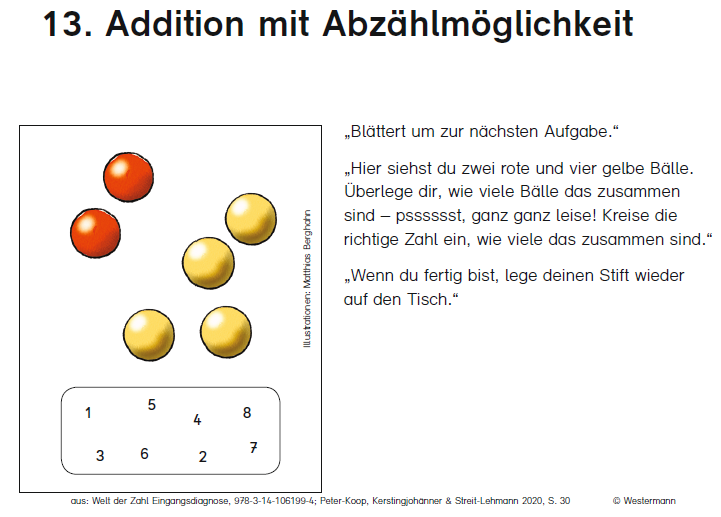 13. Addition mit Abzählmöglichkeit
„Blättert um zur nächsten Aufgabe.“
„Hier siehst du zwei rote und vier gelbe Bälle.
Überlege dir, wie viele Bälle das zusammen
sind – psssssst, ganz ganz leise! Kreise die
richtige Zahl ein, wie viele das zusammen sind.“
„Wenn du fertig bist, lege deinen Stift wieder
auf den Tisch.“
Illustrationen: Matthias Berghahn
1 5 4 8
3 6 2 7
aus: Welt der Zahl Eingangsdiagnose, 978-3-14-106199-4; Peter-Koop, Kerstingjohänner & Streit-Lehmann 2020, S. 30 © Westermann